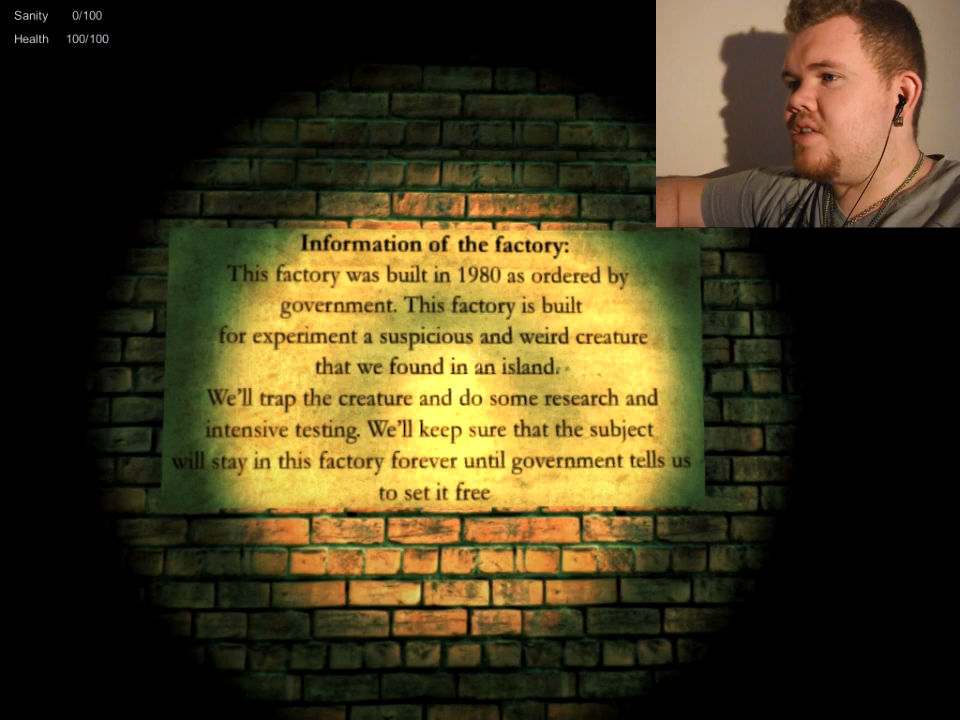 Sanity 0/100
Health 100/100
Information of the factory:
This factory was built in 1980 as ordered by
government. This factory is built
for experiment a suspicious and weird creature
that we found in an island.
We'll trap the creature and do some research and
intensive testing. We'll keep sure that the subject
will stay in this factory forever until government tells us
to set it free